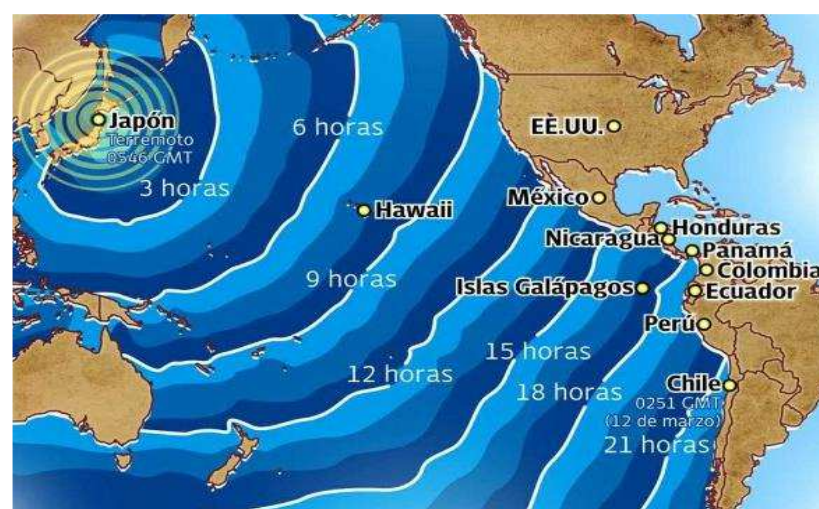 Japón
Terremoto
0546 GMT
3 horas
6 horas
Hawaii
9 horas
12 horas
EÈ.UU.
México
Honduras
Nicaragua
Panamá
Colombia
Islas Galápagos
Ecuador
Perú
15 horas
18 horas
Chile
0251 GMT
(12 de marzo)
21 horas